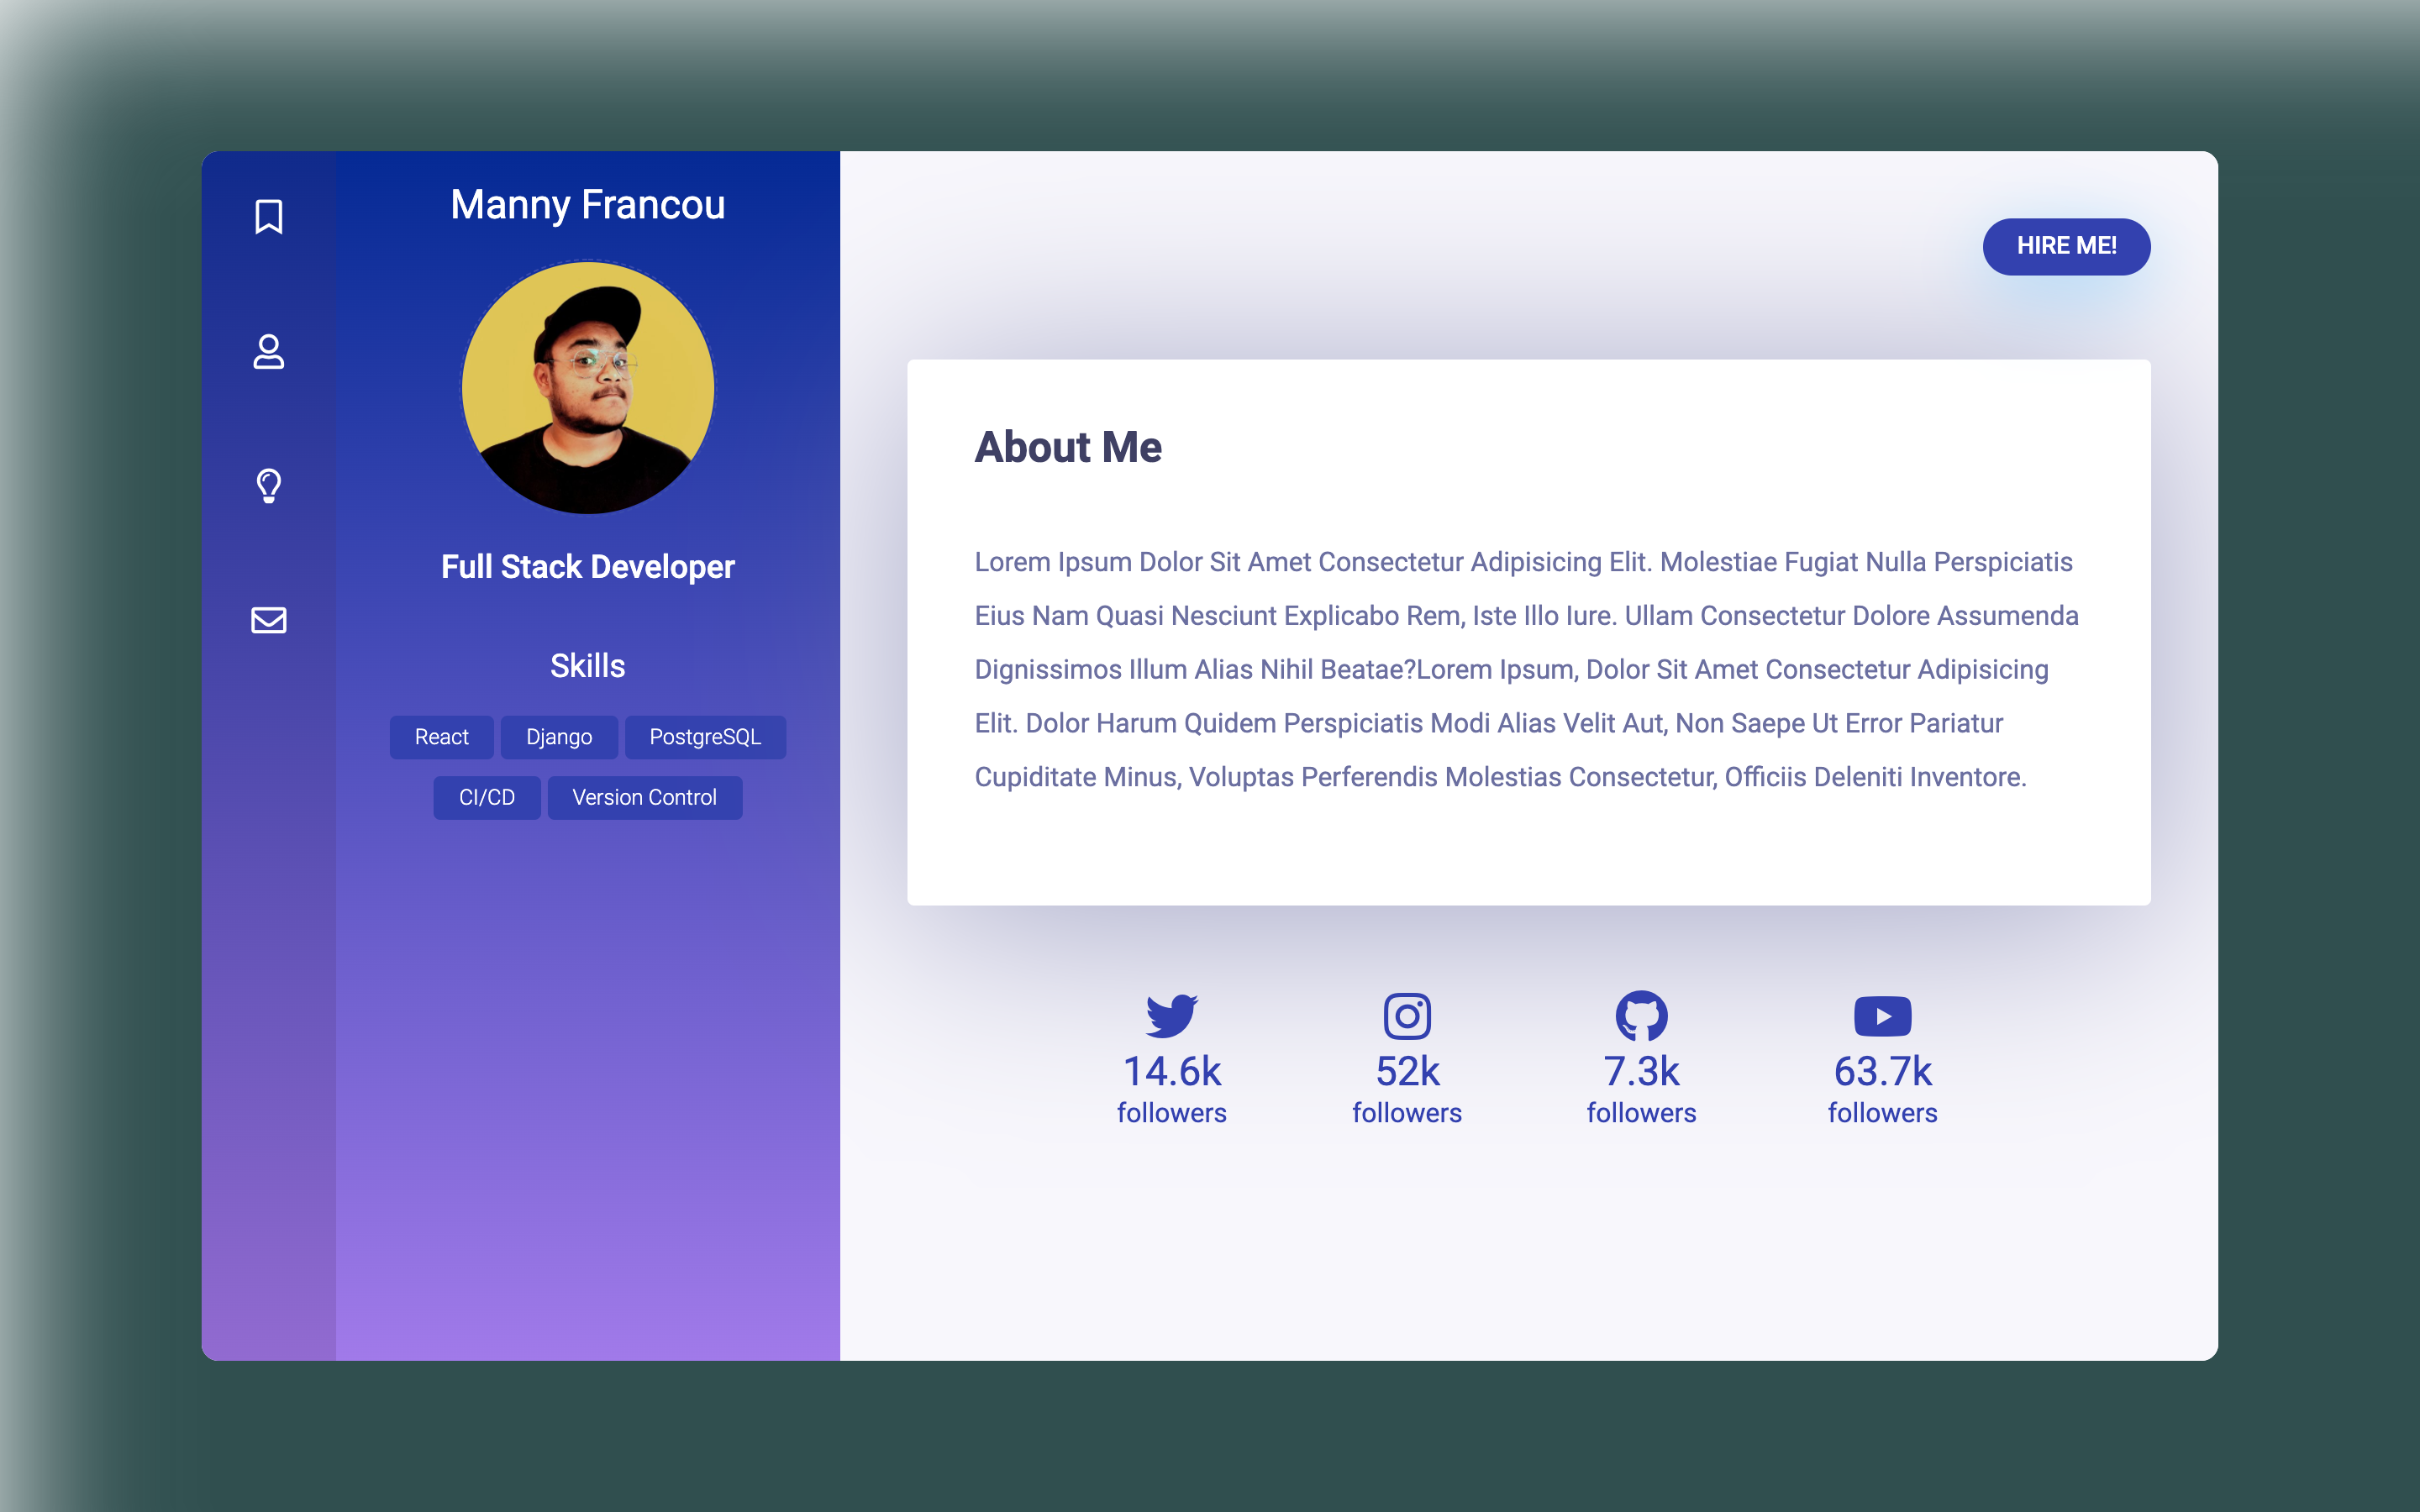 Manny Francou
Full Stack Developer
Skills
React Django PostgreSQL
CI/CD Version Control
HIRE ME!
About Me
Lorem Ipsum Dolor Sit Amet Consectetur Adipisicing Elit. Molestiae Fugiat Nulla Perspiciatis
Eius Nam Quasi Nesciunt Explicabo Rem, Iste Illo Iure. Ullam Consectetur Dolore Assumenda
Dignissimos Illum Alias Nihil Beatae?Lorem Ipsum, Dolor Sit Amet Consectetur Adipisicing
Elit. Dolor Harum Quidem Perspiciatis Modi Alias Velit Aut, Non Saepe Ut Error Pariatur
Cupiditate Minus, Voluptas Perferendis Molestias Consectetur, Officiis Deleniti Inventore.
14.6k 52k 7.3k 63.7k
followers followers followers followers